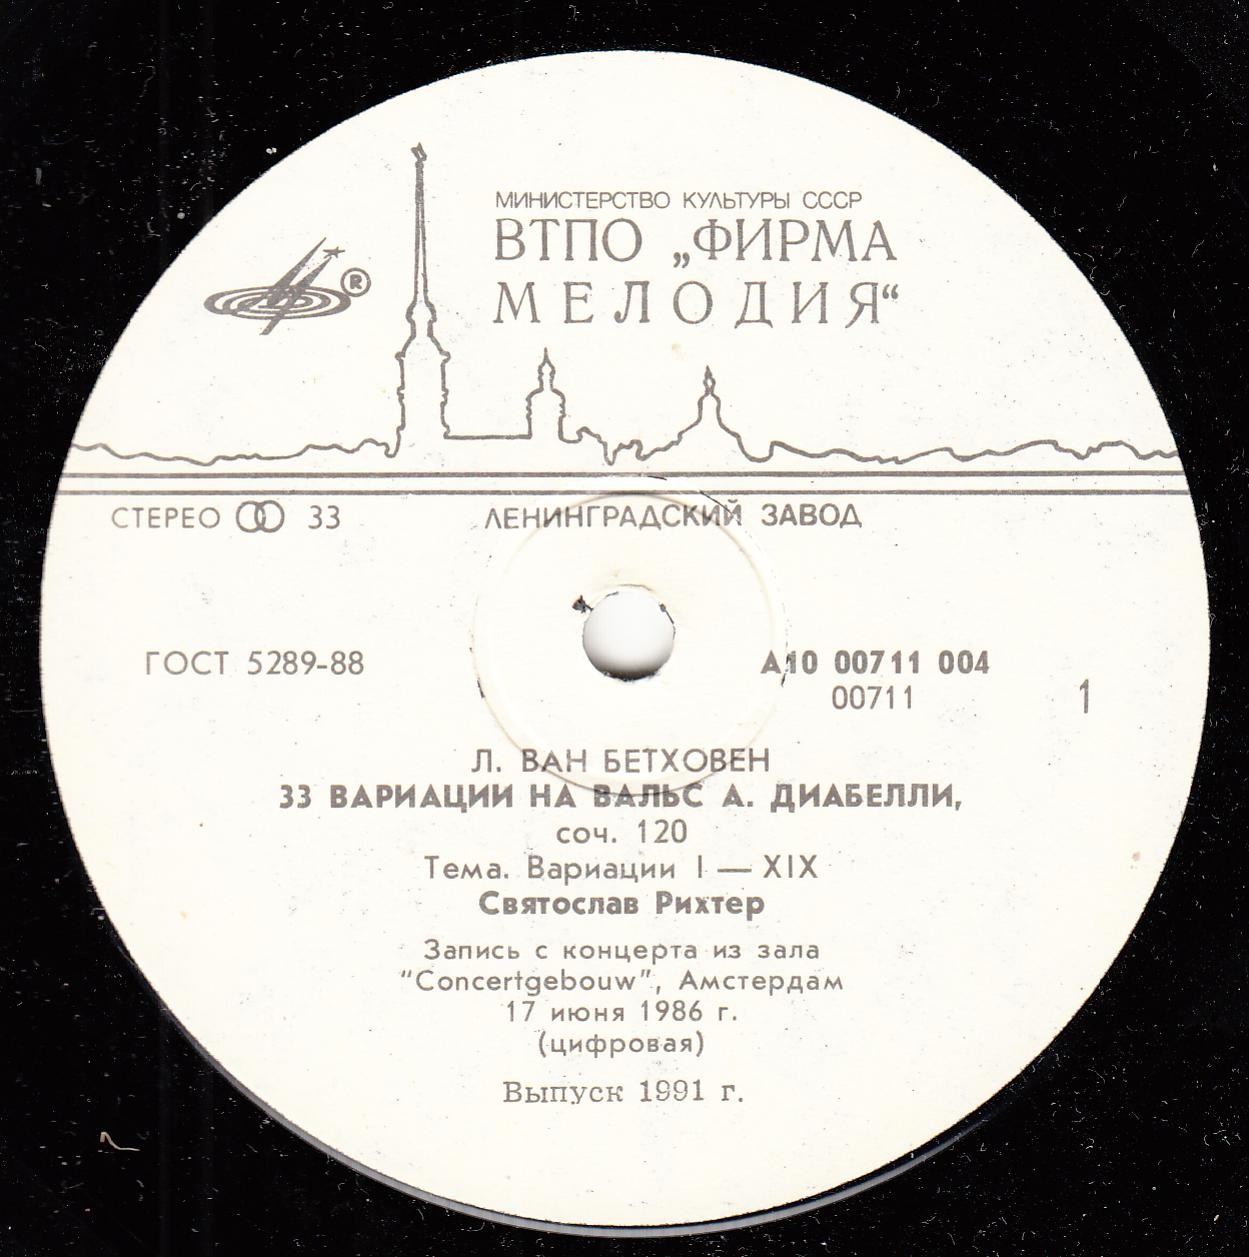 МИНИСТЕРСТВО КУЛЬТУРЫ СССР
ВТПО „ФИРМА
МЕЛОДИЯ“
®
СТЕРЕО 33
ЛЕНИНГРАДСКИЙ ЗАВОД
ГОСТ 5289-88
А10 00711 004
00711
1
Л. ВАН БЕТХОВЕН
33 ВАРИАЦИИ НА ВАЛЬС А. ДИАБЕЛЛИ,
соч. 120
Тема. Вариации I — XIX
Святослав Рихтер
Запись с концерта из зала
"Concertgebouw", Амстердам
17 июня 1986 г.
(цифровая)
Выпуск 1991 г.